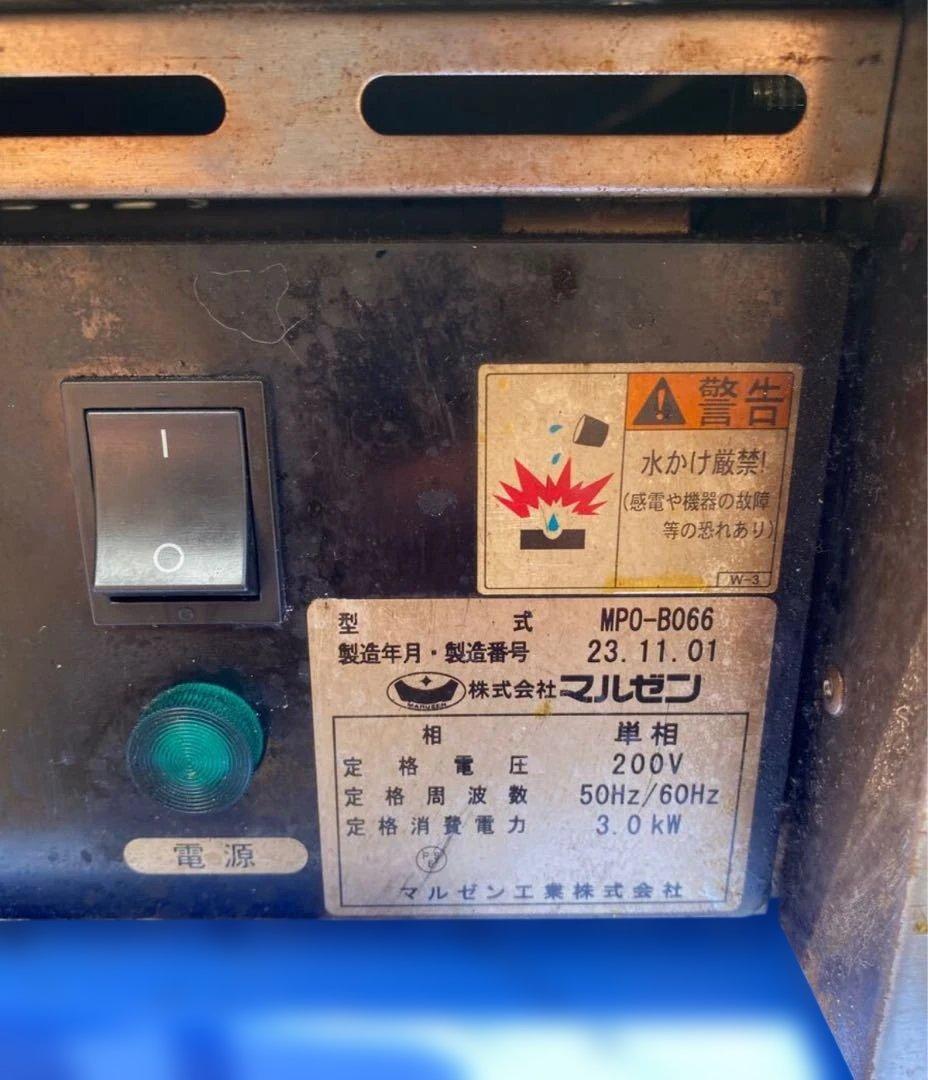 警告
水かけ厳禁!
(感電や機器の故障
等の恐れあり)
W-3
型 式 MPO-B066
製造年月・製造番号 23.11.01
MARUZEN 株式会社マルゼン
相 単相
定格電圧 200V
定格周波数 50Hz/60Hz
定格消費電力 3.0kW
マルゼン工業株式会社
電源